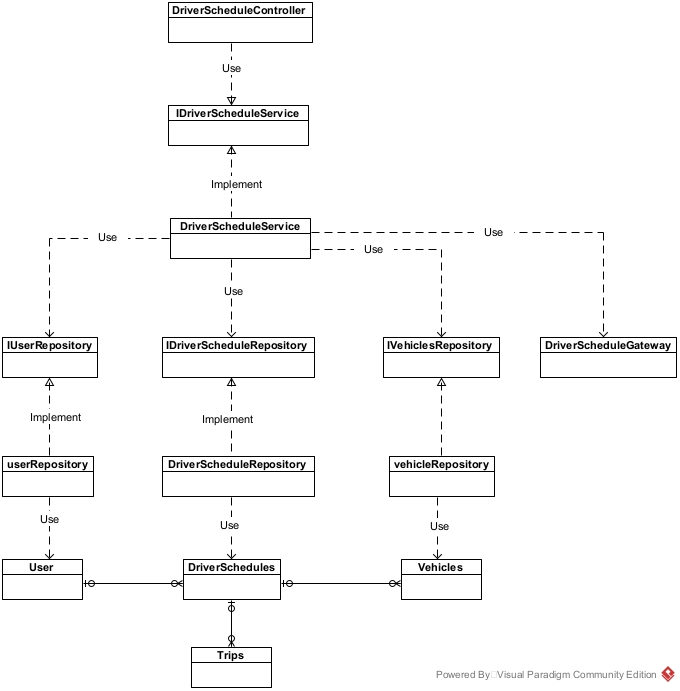 DriverScheduleController
Use
IDriverScheduleService
Implement
DriverScheduleService
Use
Use
Use
Use
IUserRepository
IDriverScheduleRepository
IVehiclesRepository
DriverScheduleGateway
Implement
Implement
userRepository
DriverScheduleRepository
vehicleRepository
Use
Use
Use
User
DriverSchedules
Vehicles
Trips
Powered By Visual Paradigm Community Edition